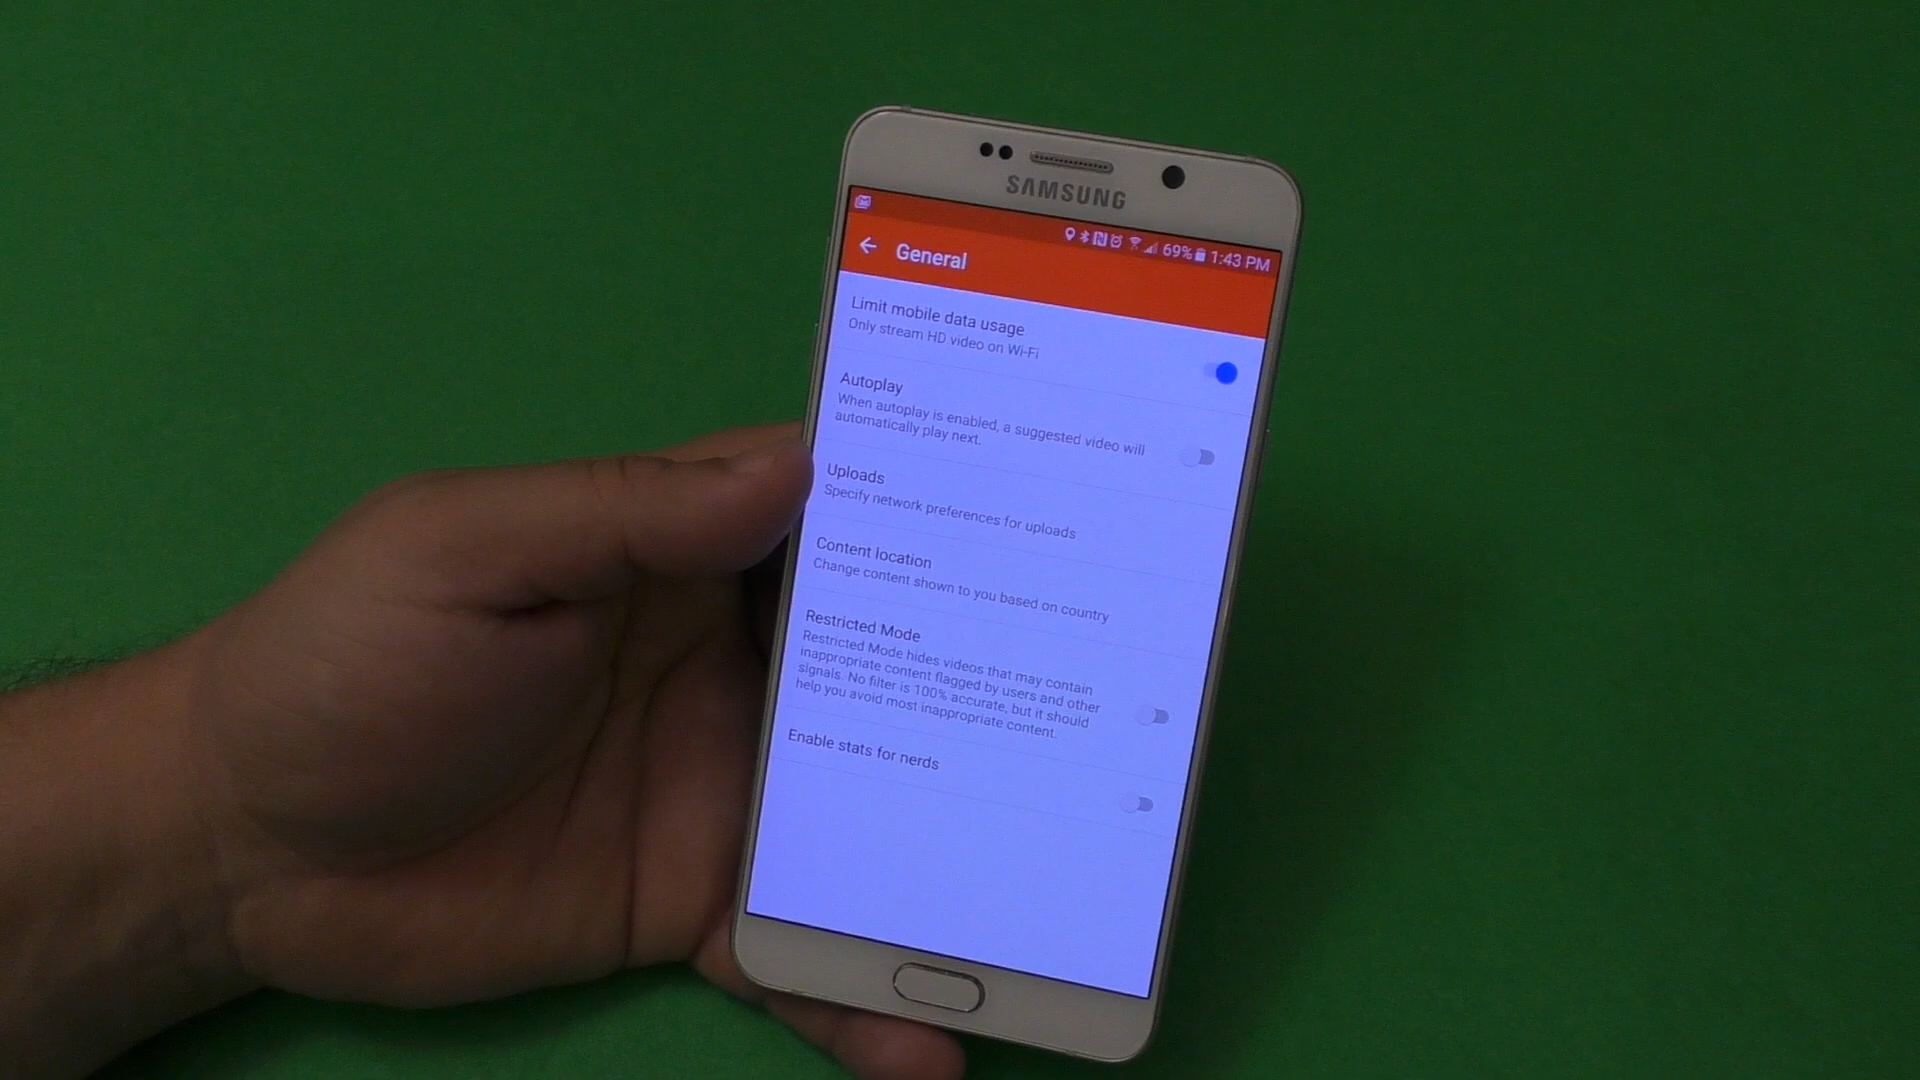 SAMSUNG
69% 1:43 PM
General
Limit mobile data usage
Only stream HD video on Wi-Fi
Autoplay
When autoplay is enabled, a suggested video will
automatically play next.
Uploads
Specify network preferences for uploads
Content location
Change content shown to you based on country
Restricted Mode
Restricted Mode hides videos that may contain
inappropriate content flagged by users and other
signals. No filter is 100% accurate, but it should
help you avoid most inappropriate content.
Enable stats for nerds